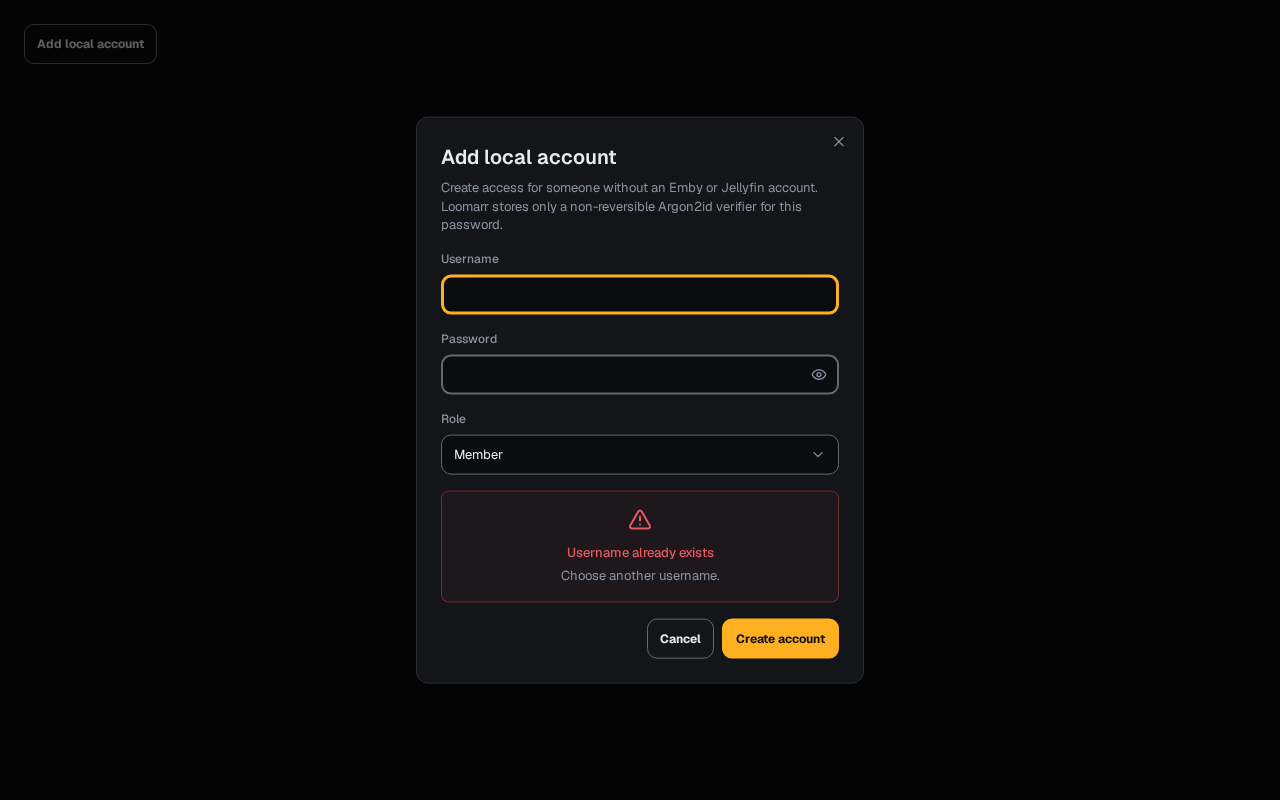 Add local account
Add local account
Create access for someone without an Emby or Jellyfin account.
Loomarr stores only a non-reversible Argon2id verifier for this
password.
Username
Password
Role
Member
Username already exists
Choose another username.
Cancel
Create account